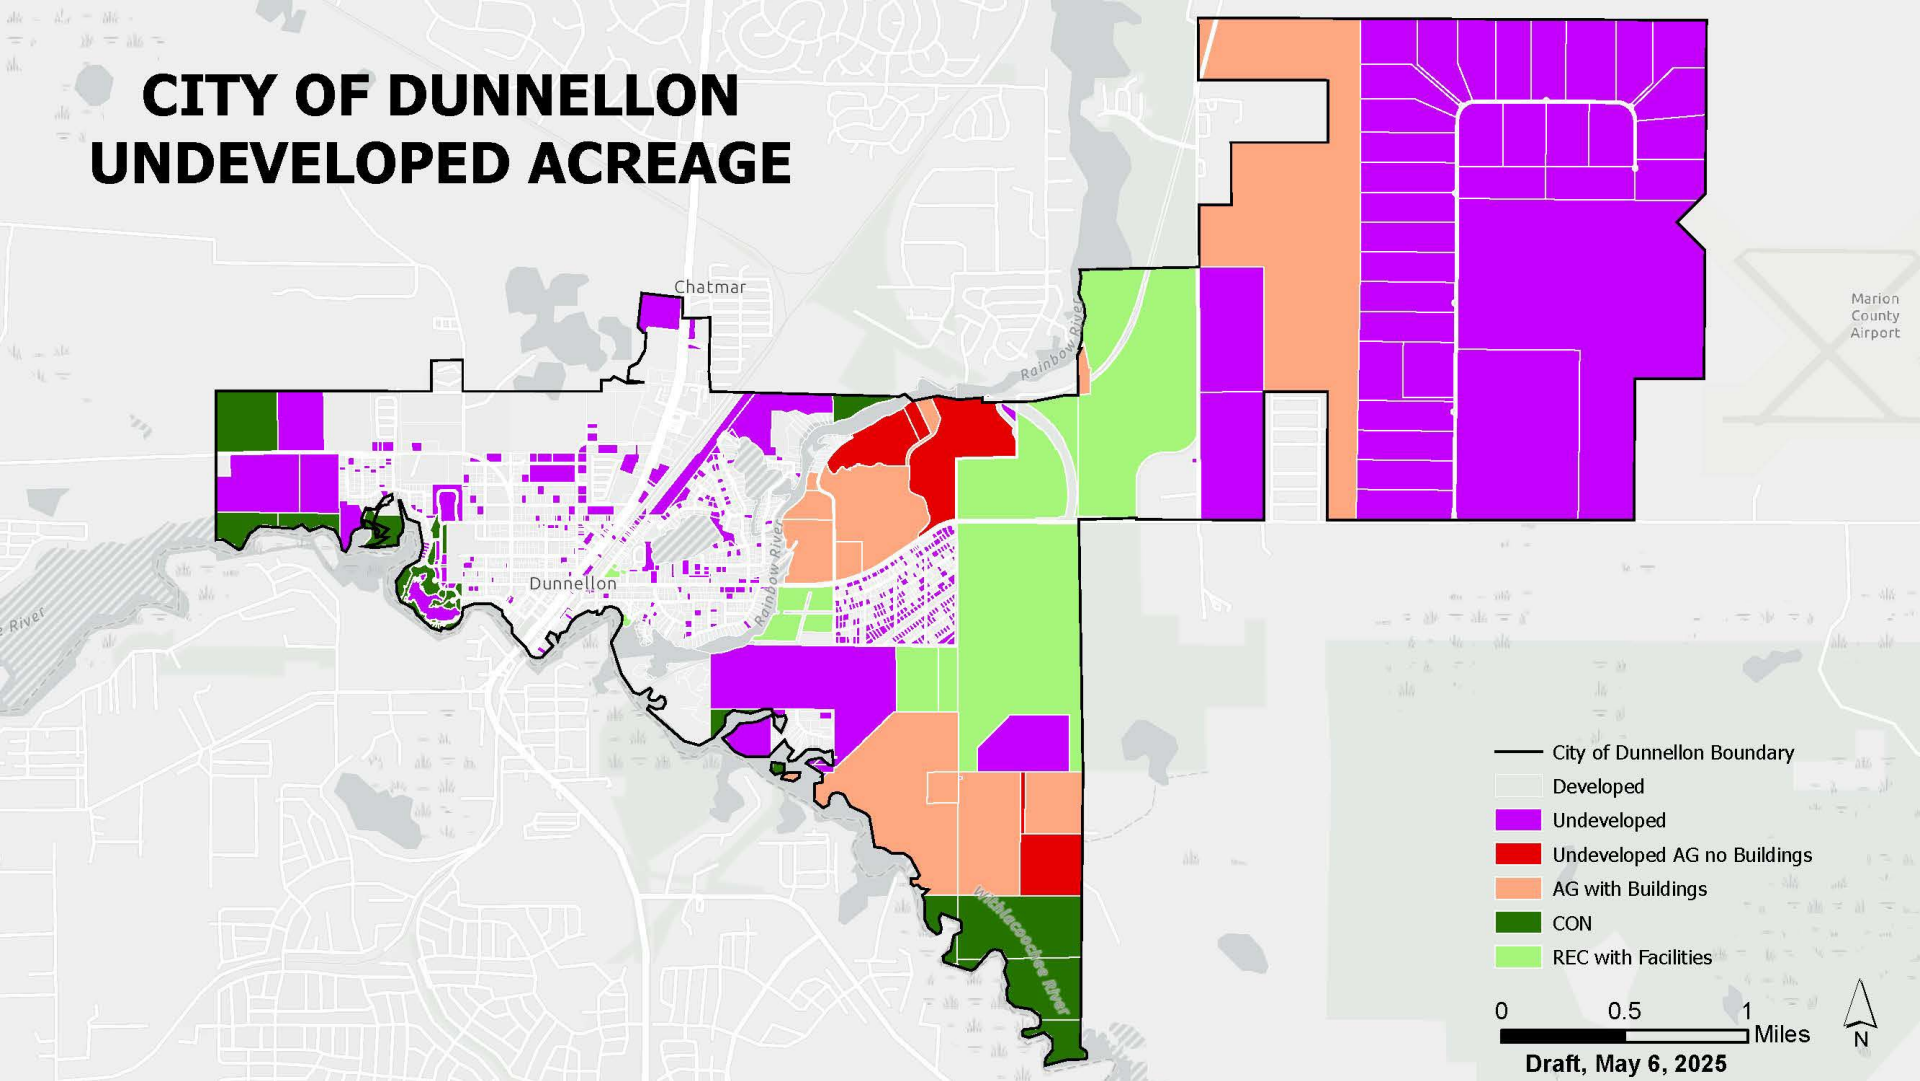 CITY OF DUNNELLON
UNDEVELOPED ACREAGE
Chatmar
Rainbow River
Marion
County
Airport
Dunnellon
Rainbow River
River
Withlacoochee River
City of Dunnellon Boundary
Developed
Undeveloped
Undeveloped AG no Buildings
AG with Buildings
CON
REC with Facilities
0 0.5 1
Miles
N
Draft, May 6, 2025